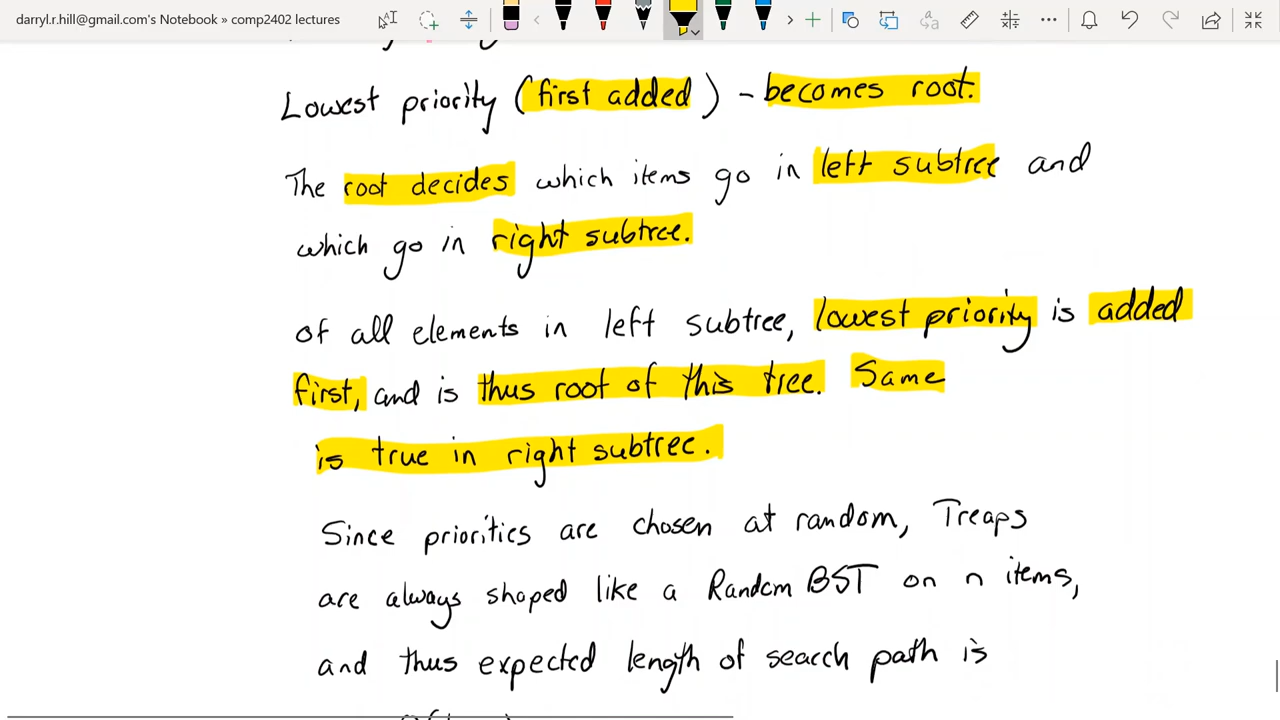 darryl.r.hill@gmail.com's Notebook » comp2402 lectures
Lowest priority (first added) - becomes root.
The root decides which items go in left subtree and
which go in right subtree.
of all elements in left subtree, lowest priority is added
first, and is thus root of this tree. Same
is true in right subtree.
Since priorities are chosen at random, Treaps
are always shaped like a Random BST on n items,
and thus expected length of search path is